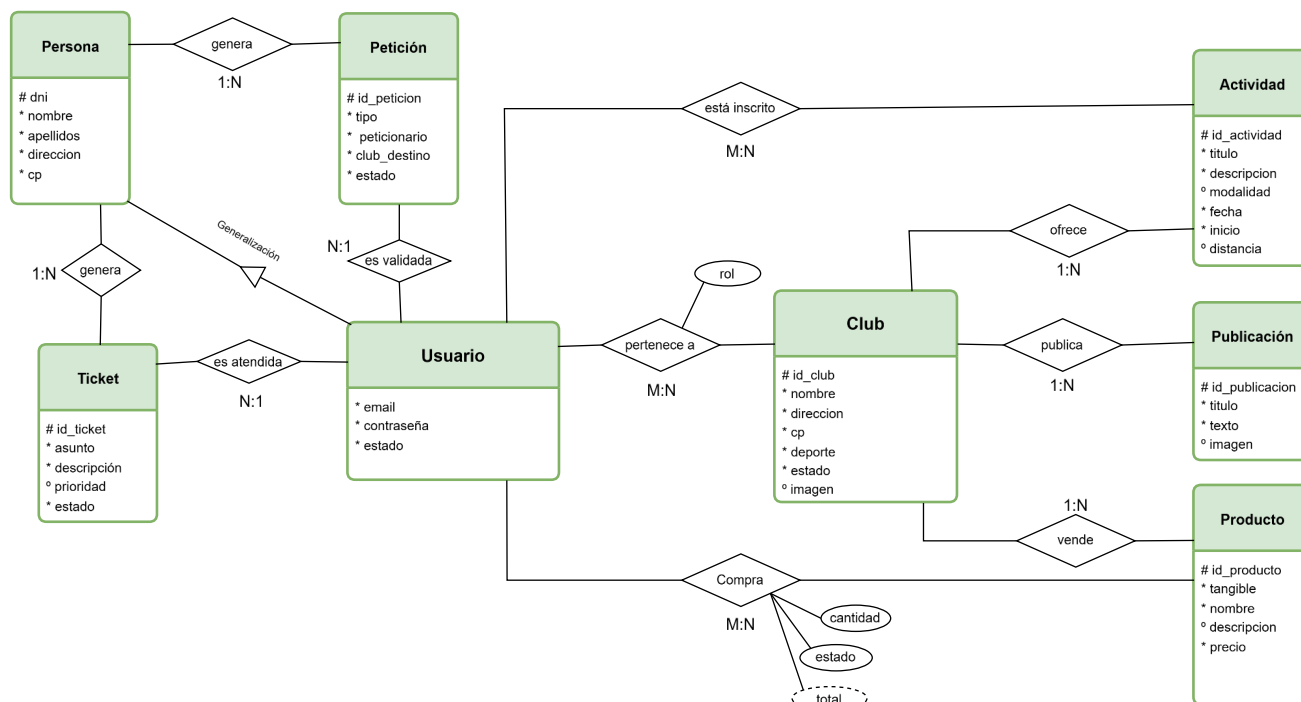 Persona
# dni
* nombre
* apellidos
* direccion
* cp
genera
1:N
Petición
# id_peticion
* tipo
* peticionario
* club_destino
* estado
está inscrito
M:N
Actividad
# id_actividad
* titulo
* descripcion
º modalidad
* fecha
* inicio
º distancia
Generalización
genera
1:N
N:1
es validada
ofrece
1:N
rol
pertenece a
M:N
Club
# id_club
* nombre
* direccion
* cp
* deporte
* estado
º imagen
publica
1:N
Publicación
# id_publicacion
* titulo
* texto
º imagen
Ticket
# id_ticket
* asunto
* descripción
º prioridad
* estado
es atendida
N:1
Usuario
* email
* contraseña
* estado
1:N
vende
Producto
# id_producto
* tangible
* nombre
º descripcion
* precio
Compra
M:N
cantidad
estado
total